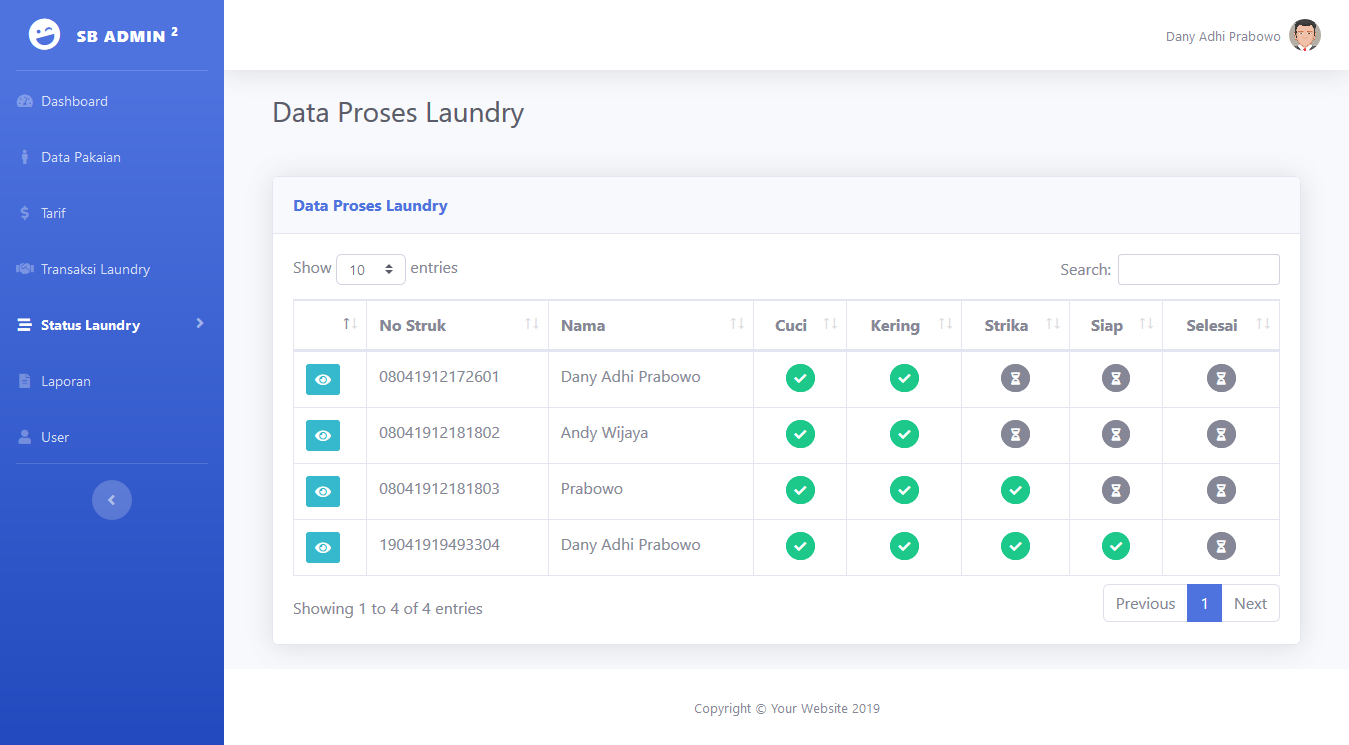 SB ADMIN 2
Dany Adhi Prabowo
Dashboard
Data Pakaian
Tarif
Transaksi Laundry
Status Laundry
Laporan
User
Data Proses Laundry
Data Proses Laundry
Show 10 entries
Search:
No Struk Nama Cuci Kering Strika Siap Selesai
08041912172601 Dany Adhi Prabowo
08041912181802 Andy Wijaya
08041912181803 Prabowo
19041919493304 Dany Adhi Prabowo
Showing 1 to 4 of 4 entries
Previous 1 Next
Copyright © Your Website 2019